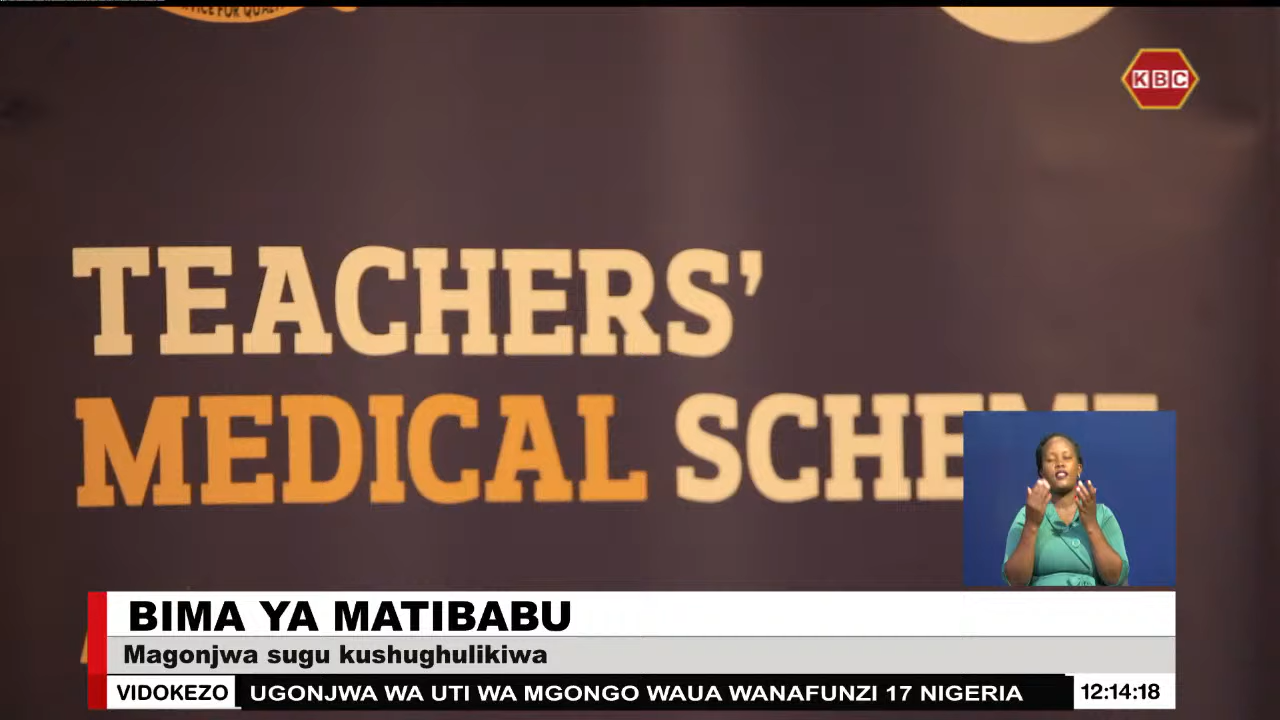 KBC
TEACHERS'
MEDICAL SCHEME
BIMA YA MATIBABU
Magonjwa sugu kushughulikiwa
VIDOKEZO UGONJWA WA UTI WA MGONGO WAUA WANAFUNZI 17 NIGERIA 12:14:18